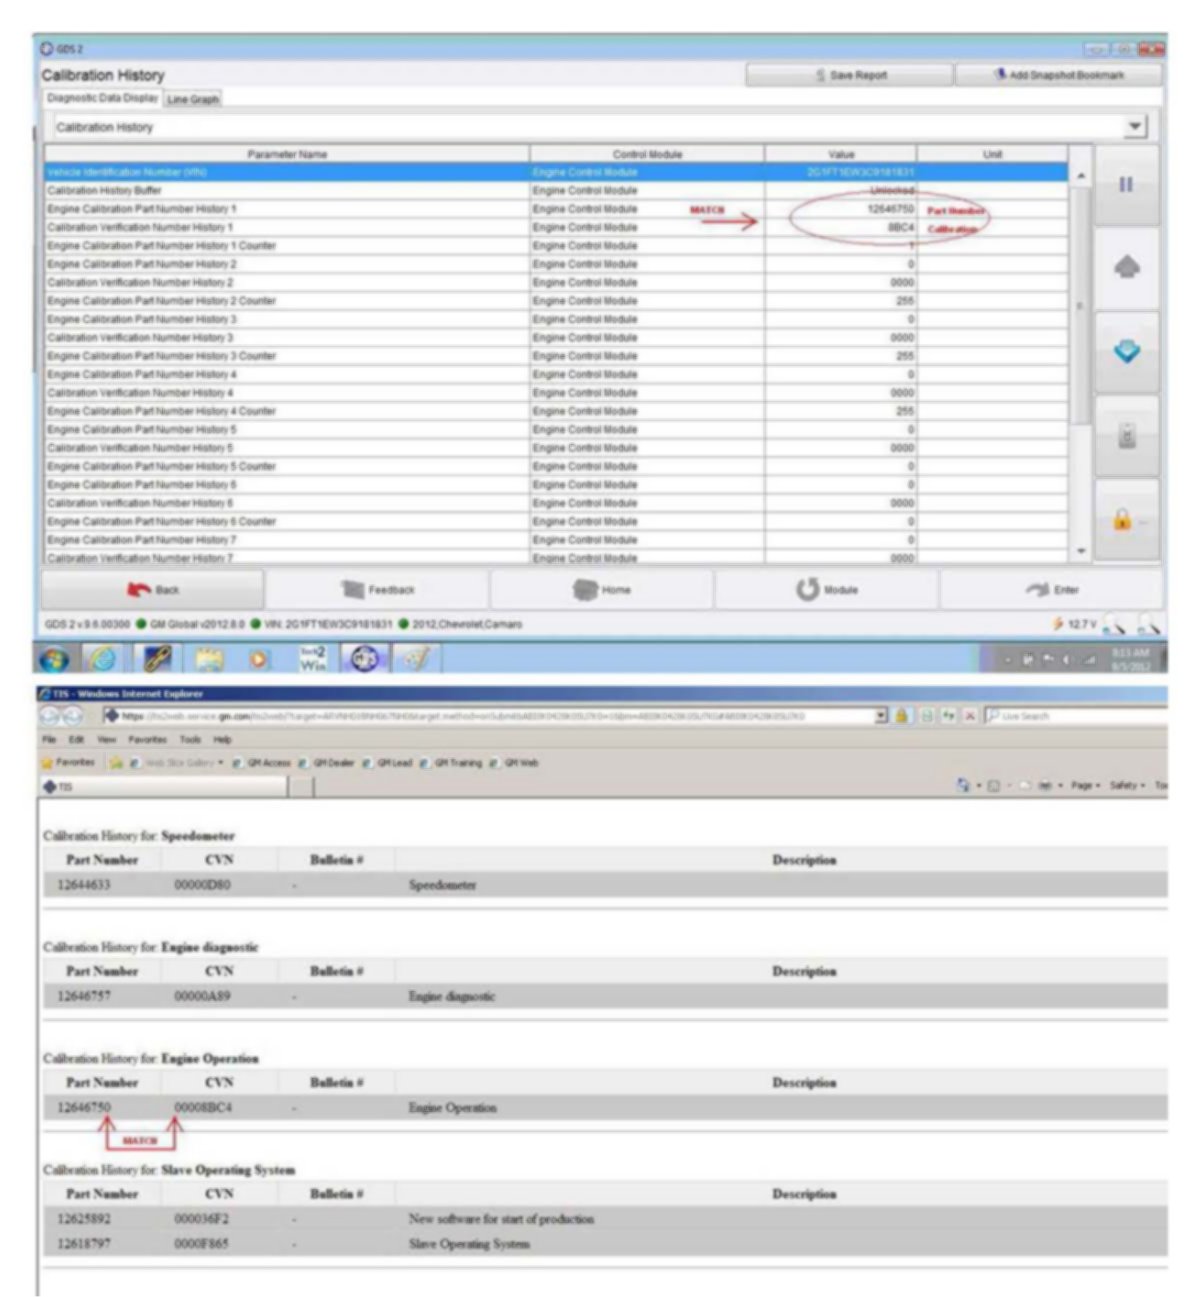 GDS 2
Calibration History
Save Report
Add Snapshot Bookmark
Diagnostic Data Display Line Graph
Calibration History
Parameter Name Control Module Value Unit
Vehicle Identification Number (VIN) Engine Control Module 2G1FT1EW3C9181831
Calibration History Buffer Engine Control Module Unlocked
Engine Calibration Part Number History 1 Engine Control Module MATCH 12646750 Part Number
Calibration Verification Number History 1 Engine Control Module 8BC4 Calibration
Engine Calibration Part Number History 1 Counter Engine Control Module 1
Engine Calibration Part Number History 2 Engine Control Module 0
Calibration Verification Number History 2 Engine Control Module 0000
Engine Calibration Part Number History 2 Counter Engine Control Module 255
Engine Calibration Part Number History 3 Engine Control Module 0
Calibration Verification Number History 3 Engine Control Module 0000
Engine Calibration Part Number History 3 Counter Engine Control Module 255
Engine Calibration Part Number History 4 Engine Control Module 0
Calibration Verification Number History 4 Engine Control Module 0000
Engine Calibration Part Number History 4 Counter Engine Control Module 255
Engine Calibration Part Number History 5 Engine Control Module 0
Calibration Verification Number History 5 Engine Control Module 0000
Engine Calibration Part Number History 5 Counter Engine Control Module 0
Engine Calibration Part Number History 6 Engine Control Module 0
Calibration Verification Number History 6 Engine Control Module 0000
Engine Calibration Part Number History 6 Counter Engine Control Module 0
Engine Calibration Part Number History 7 Engine Control Module 0
Calibration Verification Number History 7 Engine Control Module 0000
Back Feedback Home Module Enter
GDS 2 v.9.6.00300 GM Global v2012.8.0 VIN: 2G1FT1EW3C9181831 2012,Chevrolet,Camaro 12.7 V
Tech2 Win
8:13 AM
9/5/2012
TIS - Windows Internet Explorer
Live Search
File Edit View Favorites Tools Help
Favorites Web Slice Gallery GM Access GM Dealer GM Lead GM Training GM Web
TIS Page Safety
Calibration History for: Speedometer
Part Number CVN Bulletin # Description
12644633 00000D80 - Speedometer
Calibration History for: Engine diagnostic
Part Number CVN Bulletin # Description
12646757 00000A89 - Engine diagnostic
Calibration History for: Engine Operation
Part Number CVN Bulletin # Description
12646750 00008BC4 - Engine Operation
MATCH
Calibration History for: Slave Operating System
Part Number CVN Bulletin # Description
12625892 000036F2 - New software for start of production
12618797 0000F865 - Slave Operating System